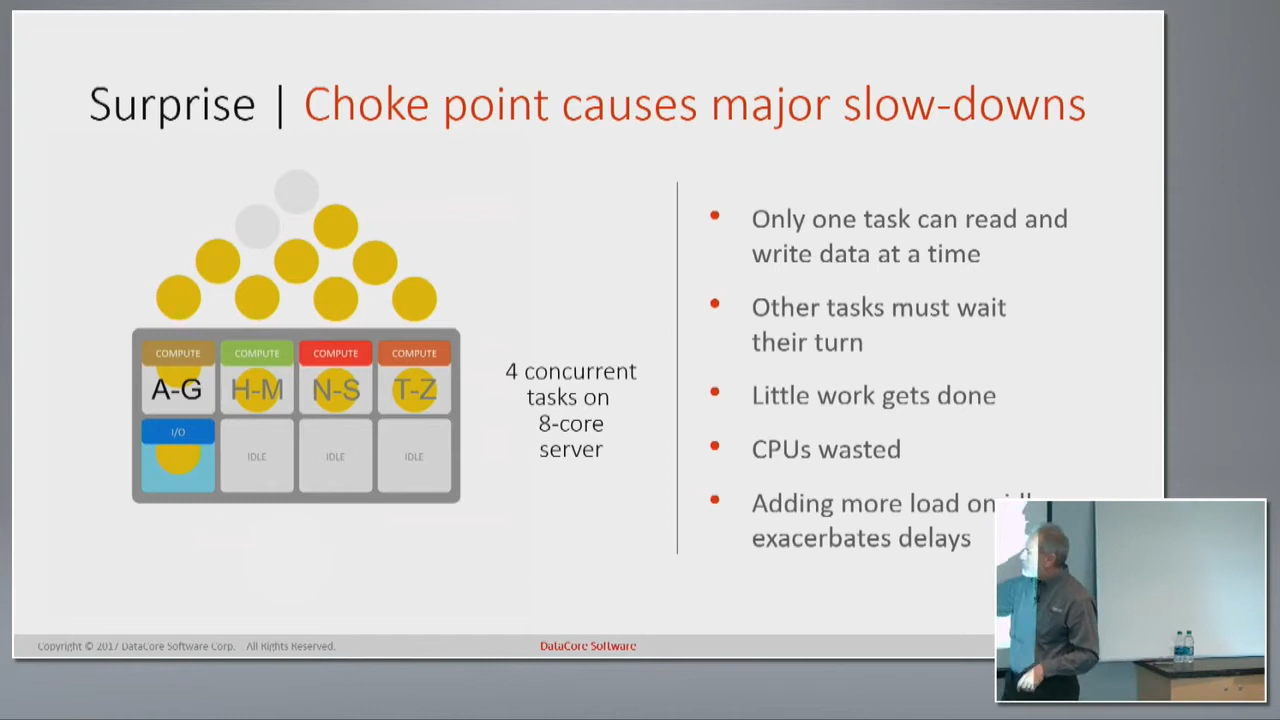 Surprise | Choke point causes major slow-downs
COMPUTE COMPUTE COMPUTE COMPUTE
A-G H-M N-S T-Z
I/O
IDLE IDLE IDLE
4 concurrent
tasks on
8-core
server
• Only one task can read and
write data at a time
• Other tasks must wait
their turn
• Little work gets done
• CPUs wasted
• Adding more load on
exacerbates delays
Copyright © 2017 DataCore Software Corp. All Rights Reserved.
DataCore Software